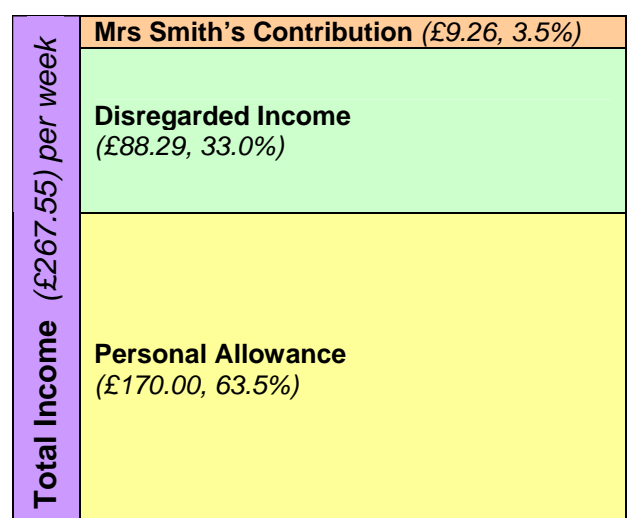 Total Income (£267.55) per week
Mrs Smith's Contribution (£9.26, 3.5%)
Disregarded Income
(£88.29, 33.0%)
Personal Allowance
(£170.00, 63.5%)